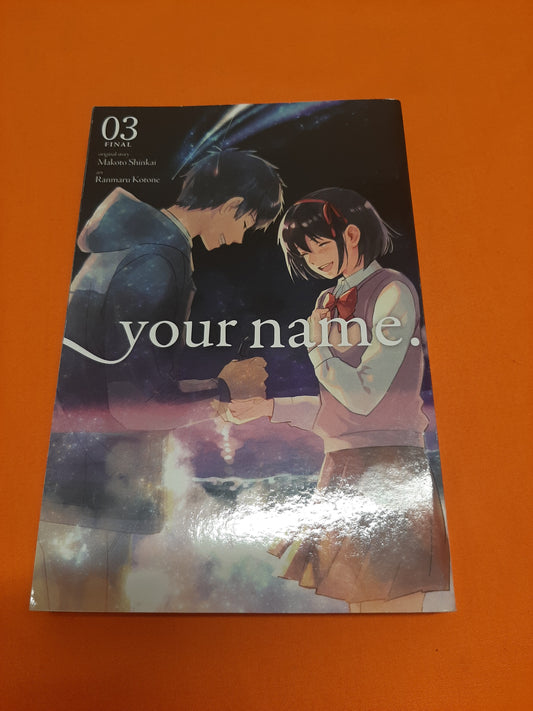 03
FINAL
original story
Makoto Shinkai
art
Ranmaru Kotone
your name.